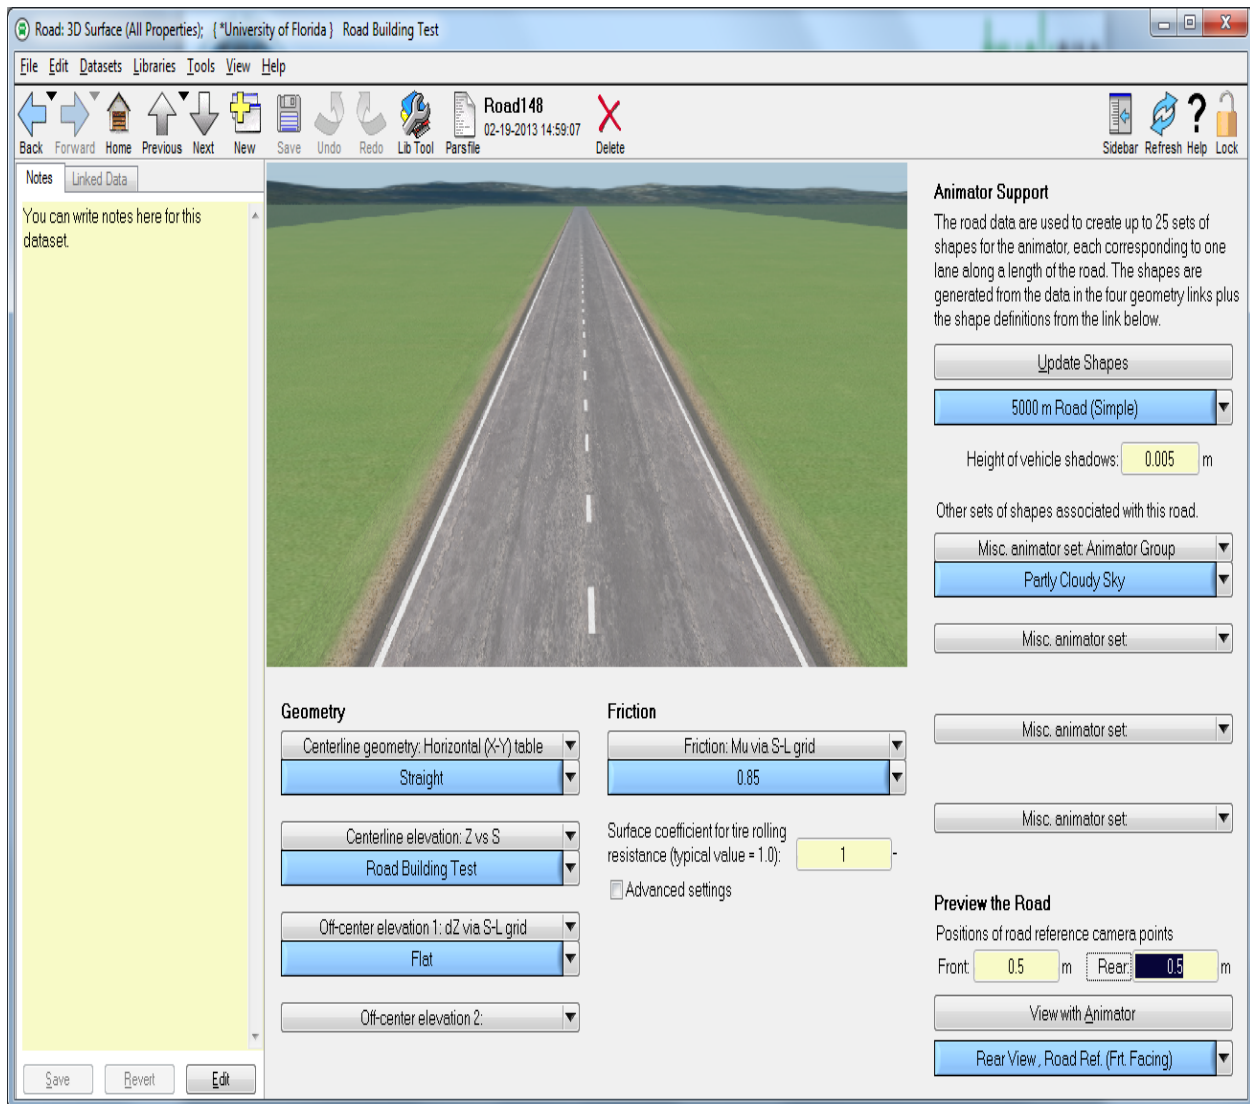 Road: 3D Surface (All Properties); { *University of Florida } Road Building Test
File Edit Datasets Libraries Tools View Help
Road148
02-19-2013 14:59:07
Back Forward Home Previous Next New Save Undo Redo Lib Tool Parsfile Delete Sidebar Refresh Help Lock
Notes Linked Data
You can write notes here for this
dataset.
Save Revert Edit
Geometry
Centerline geometry: Horizontal (X-Y) table
Straight
Centerline elevation: Z vs S
Road Building Test
Off-center elevation 1: dZ via S-L grid
Flat
Off-center elevation 2:
Friction
Friction: Mu via S-L grid
0.85
Surface coefficient for tire rolling
resistance (typical value = 1.0): 1 -
Advanced settings
Animator Support
The road data are used to create up to 25 sets of
shapes for the animator, each corresponding to one
lane along a length of the road. The shapes are
generated from the data in the four geometry links plus
the shape definitions from the link below.
Update Shapes
5000 m Road (Simple)
Height of vehicle shadows: 0.005 m
Other sets of shapes associated with this road.
Misc. animator set: Animator Group
Partly Cloudy Sky
Misc. animator set:
Misc. animator set:
Misc. animator set:
Preview the Road
Positions of road reference camera points
Front: 0.5 m Rear: 0.5 m
View with Animator
Rear View, Road Ref. (Frt. Facing)